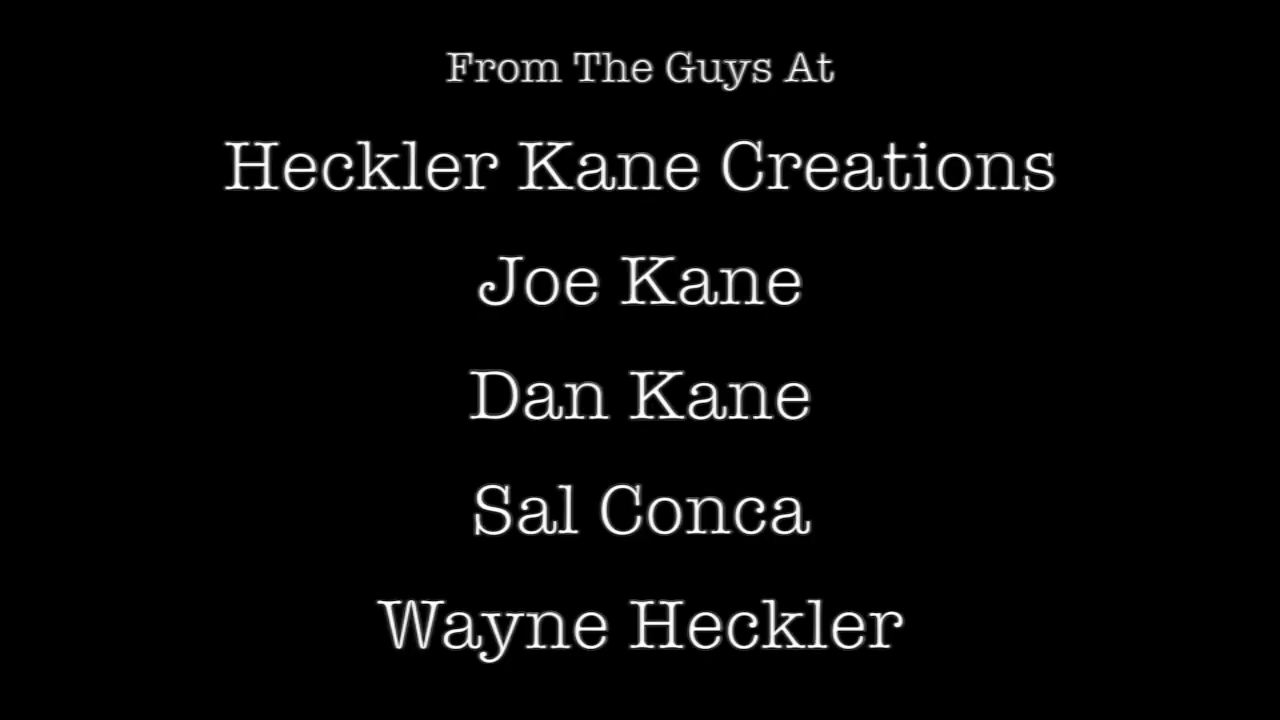 From The Guys At
Heckler Kane Creations
Joe Kane
Dan Kane
Sal Conca
Wayne Heckler